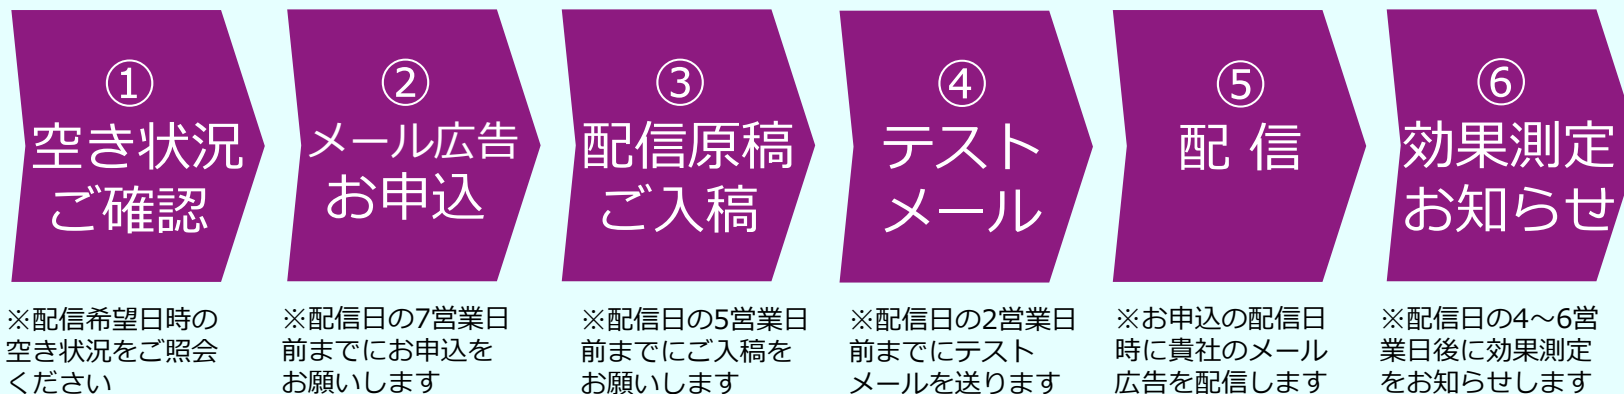 ①
空き状況
ご確認
②
メール広告
お申込
③
配信原稿
ご入稿
④
テスト
メール
⑤
配 信
⑥
効果測定
お知らせ
※配信希望日時の
空き状況をご照会
ください
※配信日の7営業日
前までにお申込を
お願いします
※配信日の5営業日
前までにご入稿を
お願いします
※配信日の2営業日
前までにテスト
メールを送ります
※お申込の配信日
時に貴社のメール
広告を配信します
※配信日の4～6営
業日後に効果測定
をお知らせします